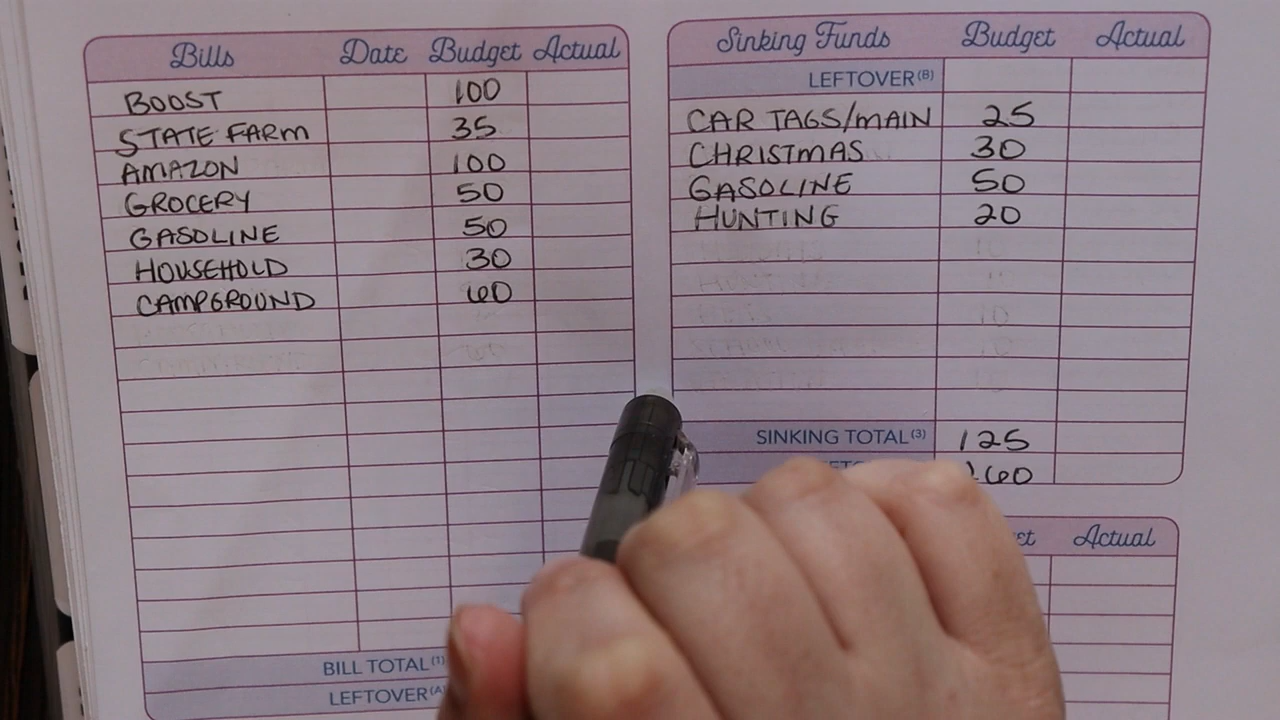 Bills Date Budget Actual
BOOST 100
STATE FARM 35
AMAZON 100
GROCERY 50
GASOLINE 50
HOUSEHOLD 30
CAMPGROUND 60
BILL TOTAL (1)
LEFTOVER (A)
Sinking Funds Budget Actual
LEFTOVER (B)
CAR TAGS/MAIN 25
CHRISTMAS 30
GASOLINE 50
HUNTING 20
SINKING TOTAL (3) 125
Actual